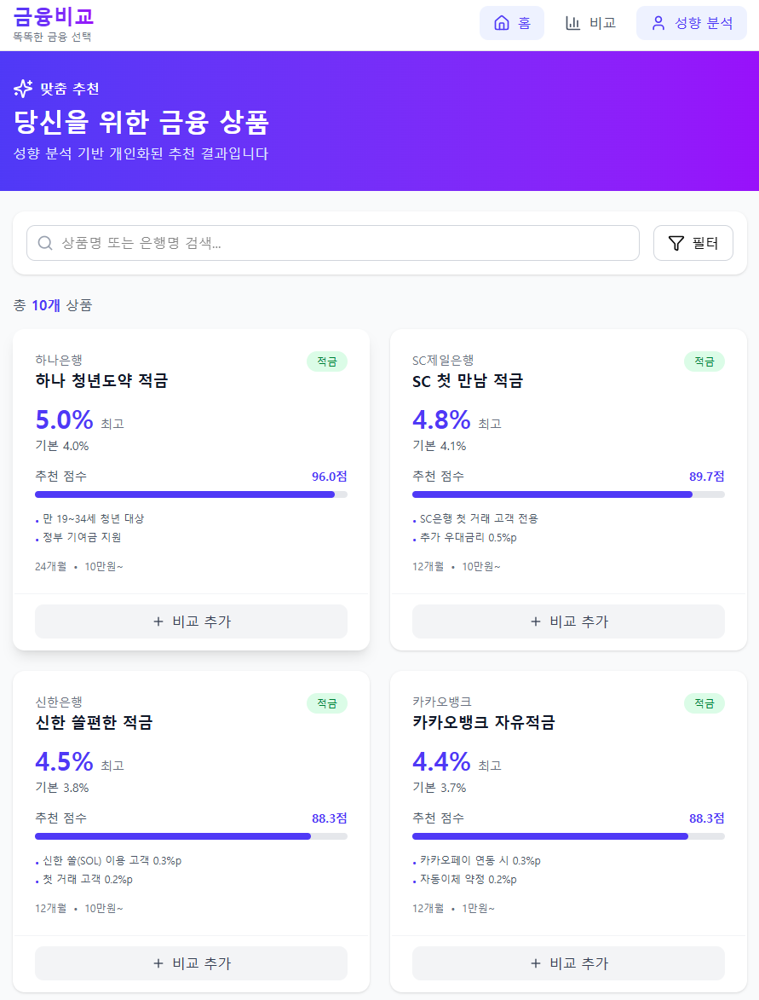 금융비교
똑똑한 금융 선택
홈
비교
성향 분석
맞춤 추천
당신을 위한 금융 상품
성향 분석 기반 개인화된 추천 결과입니다
상품명 또는 은행명 검색...
필터
총 10개 상품
하나은행
적금
하나 청년도약 적금
5.0% 최고
기본 4.0%
추천 점수 96.0점
• 만 19~34세 청년 대상
• 정부 기여금 지원
24개월 • 10만원~
+ 비교 추가
SC제일은행
적금
SC 첫 만남 적금
4.8% 최고
기본 4.1%
추천 점수 89.7점
• SC은행 첫 거래 고객 전용
• 추가 우대금리 0.5%p
12개월 • 10만원~
+ 비교 추가
신한은행
적금
신한 쏠편한 적금
4.5% 최고
기본 3.8%
추천 점수 88.3점
• 신한 쏠(SOL) 이용 고객 0.3%p
• 첫 거래 고객 0.2%p
12개월 • 10만원~
+ 비교 추가
카카오뱅크
적금
카카오뱅크 자유적금
4.4% 최고
기본 3.7%
추천 점수 88.3점
• 카카오페이 연동 시 0.3%p
• 자동이체 약정 0.2%p
12개월 • 1만원~
+ 비교 추가